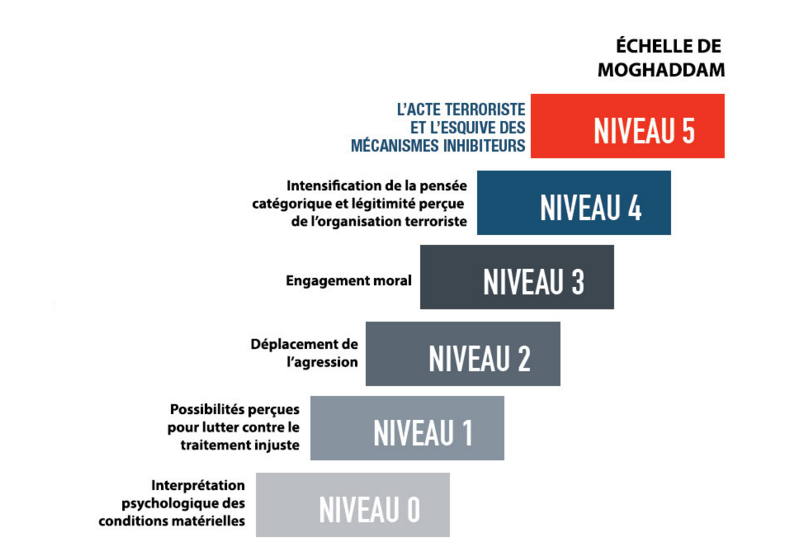 ÉCHELLE DE
MOGHADDAM
L'ACTE TERRORISTE
ET L'ESQUIVE DES
MÉCANISMES INHIBITEURS
NIVEAU 5
Intensification de la pensée
catégorique et légitimité perçue
de l'organisation terroriste
NIVEAU 4
Engagement moral
NIVEAU 3
Déplacement de
l'agression
NIVEAU 2
Possibilités perçues
pour lutter contre le
traitement injuste
NIVEAU 1
Interprétation
psychologique des
conditions matérielles
NIVEAU 0